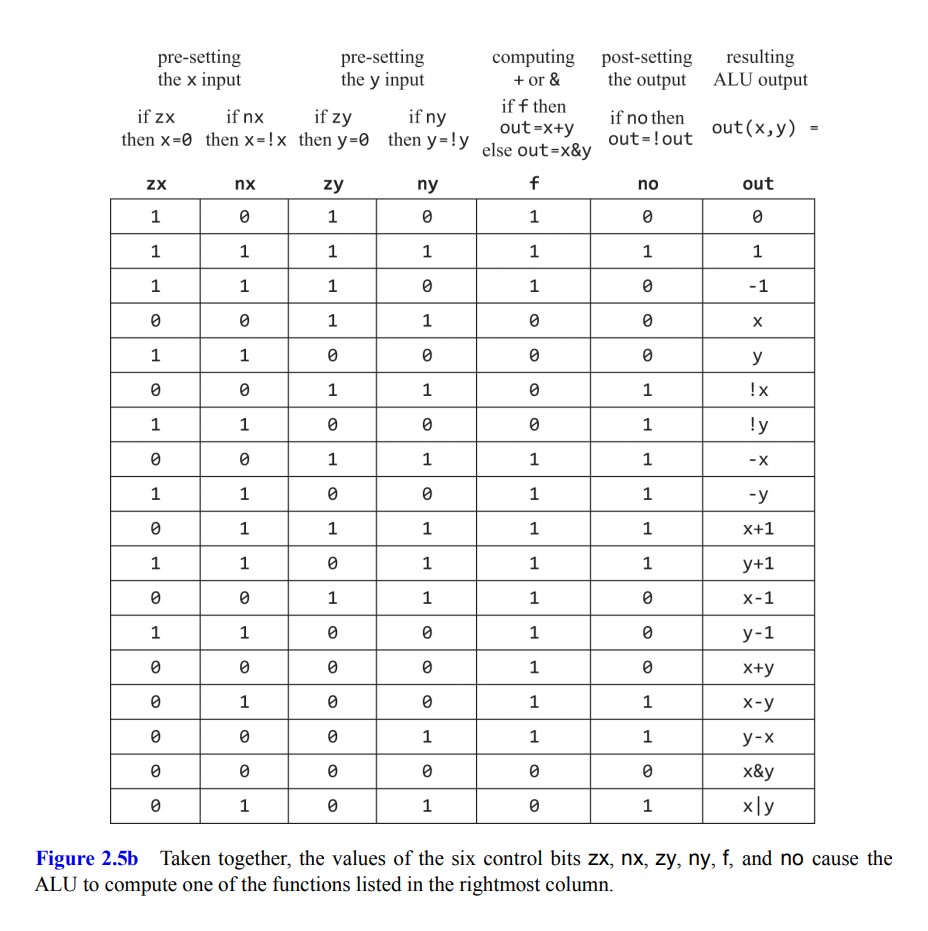 pre-setting pre-setting computing post-setting resulting
the x input the y input + or & the output ALU output
if zx then x=0 if nx then x=!x if zy then y=0 if ny then y=!y if f then out=x+y else out=x&y if no then out=!out out(x,y) =
zx nx zy ny f no out
1 0 1 0 1 0 0
1 1 1 1 1 1 1
1 1 1 0 1 0 -1
0 0 1 1 0 0 x
1 1 0 0 0 0 y
0 0 1 1 0 1 !x
1 1 0 0 0 1 !y
0 0 1 1 1 1 -x
1 1 0 0 1 1 -y
0 1 1 1 1 1 x+1
1 1 0 1 1 1 y+1
0 0 1 1 1 0 x-1
1 1 0 0 1 0 y-1
0 0 0 0 1 0 x+y
0 1 0 0 1 1 x-y
0 0 0 1 1 1 y-x
0 0 0 0 0 0 x&y
0 1 0 1 0 1 x|y
Figure 2.5b Taken together, the values of the six control bits zx, nx, zy, ny, f, and no cause the
ALU to compute one of the functions listed in the rightmost column.